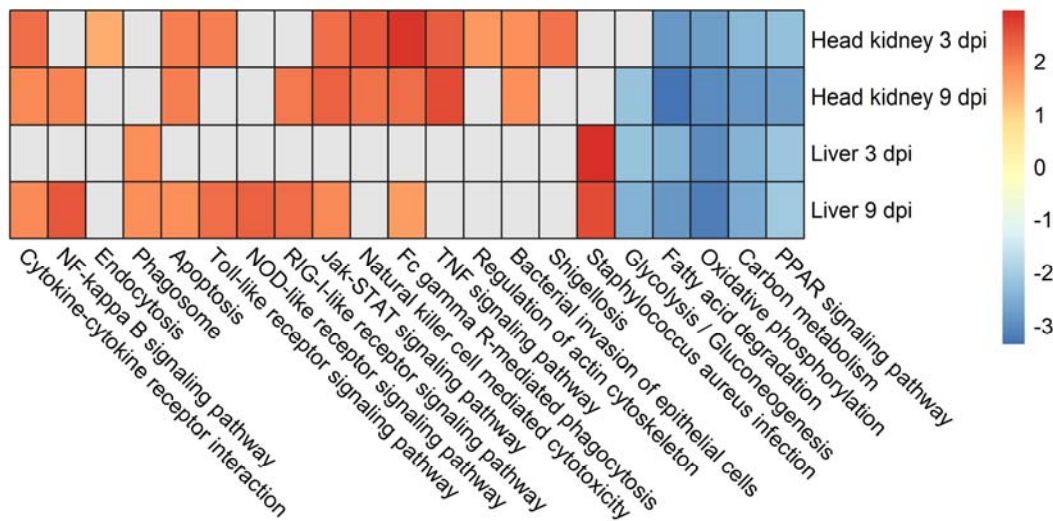 Head kidney 3 dpi
Head kidney 9 dpi
Liver 3 dpi
Liver 9 dpi
2
1
0
-1
-2
-3
Cytokine-cytokine receptor interaction
NF-kappa B signaling pathway
Endocytosis
Phagosome
Apoptosis
Toll-like receptor signaling pathway
NOD-like receptor signaling pathway
RIG-I-like receptor signaling pathway
Jak-STAT signaling pathway
Natural killer cell mediated cytotoxicity
Fc gamma R-mediated phagocytosis
TNF signaling pathway
Regulation of actin cytoskeleton
Bacterial invasion of epithelial cells
Shigellosis
Staphylococcus aureus infection
Glycolysis / Gluconeogenesis
Fatty acid degradation
Oxidative phosphorylation
Carbon metabolism
PPAR signaling pathway